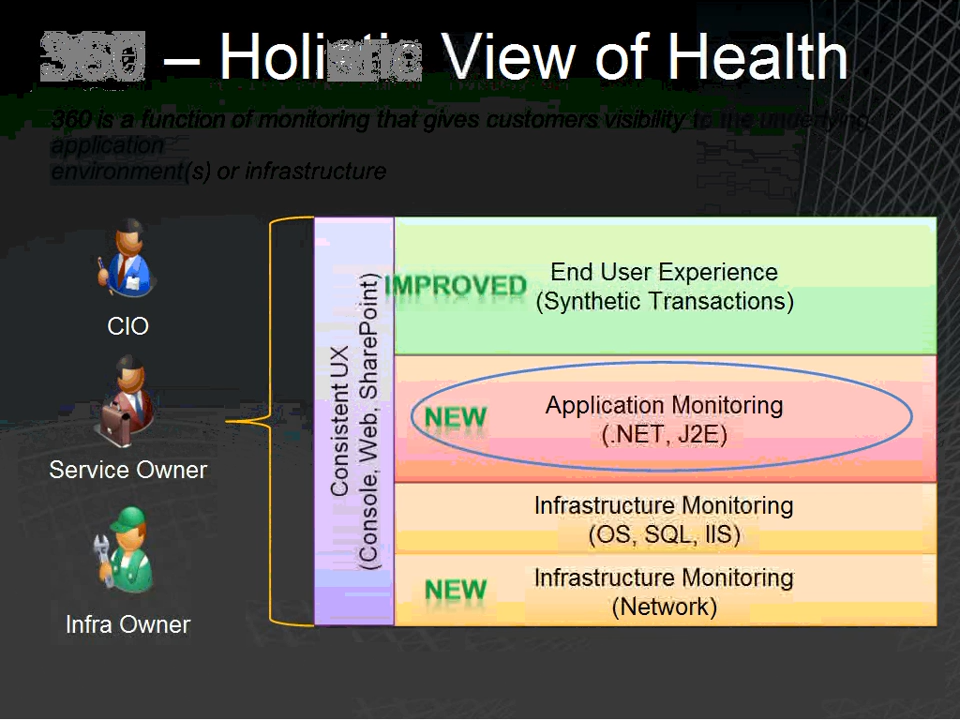 360 – Holistic View of Health
360 is a function of monitoring that gives customers visibility to the underlying
application
environment(s) or infrastructure
CIO
Service Owner
Infra Owner
Consistent UX
(Console, Web, SharePoint)
IMPROVED
End User Experience
(Synthetic Transactions)
NEW
Application Monitoring
(.NET, J2E)
Infrastructure Monitoring
(OS, SQL, IIS)
NEW
Infrastructure Monitoring
(Network)